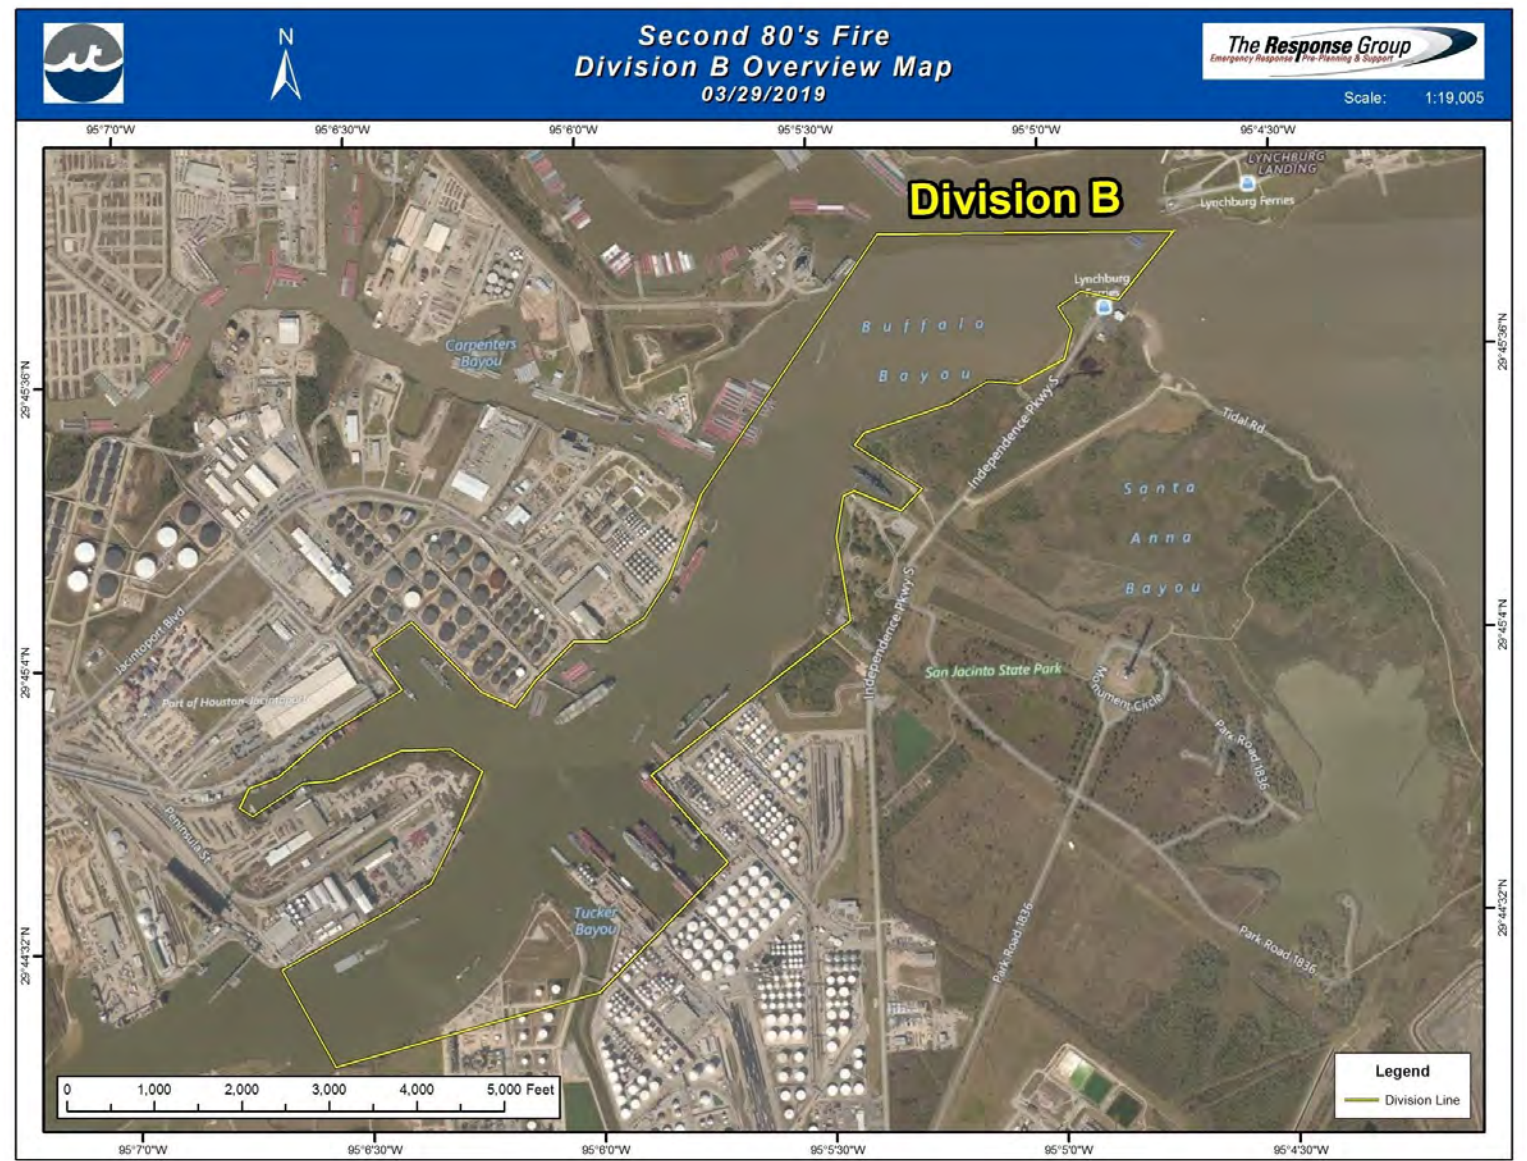 N
Second 80's Fire
Division B Overview Map
03/29/2019
The Response Group
Emergency Response Pre-Planning & Support
Scale: 1:19,005
95°7'0"W 95°6'30"W 95°6'0"W 95°5'30"W 95°5'0"W 95°4'30"W
LYNCHBURG
LANDING
Lynchburg Ferries
Division B
Lynchburg
Ferries
Buffalo
Bayou
Carpenters
Bayou
29°45'36"N
29°45'36"N
Independence Pkwy S
Tidal Rd
Santa
Anna
Bayou
Jacintoport Blvd
Independence Pkwy S
29°45'4"N
29°45'4"N
San Jacinto State Park
Monument Circle
Part of Houston-Jacintoport
Park Road 1836
Peninsula St
Tucker
Bayou
29°44'32"N
29°44'32"N
Park Road 1836
Park Road 1836
0 1,000 2,000 3,000 4,000 5,000 Feet
Legend
Division Line
95°7'0"W 95°6'30"W 95°6'0"W 95°5'30"W 95°5'0"W 95°4'30"W